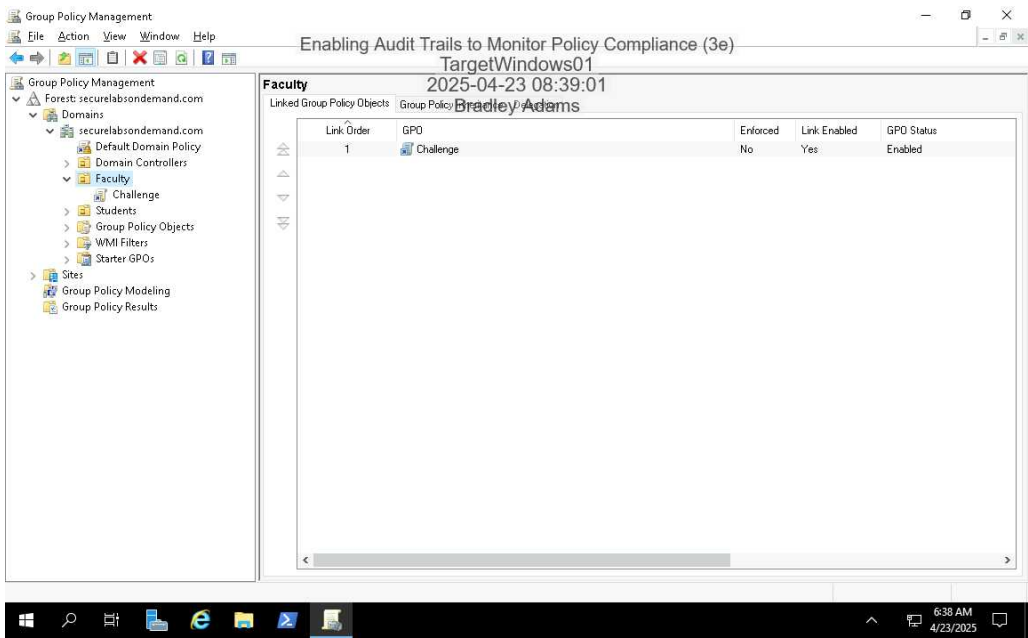 Group Policy Management
File Action View Window Help
Enabling Audit Trails to Monitor Policy Compliance (3e)
TargetWindows01
2025-04-23 08:39:01
Bradley Adams
Group Policy Management
Forest: securelabsondemand.com
Domains
securelabsondemand.com
Default Domain Policy
Domain Controllers
Faculty
Challenge
Students
Group Policy Objects
WMI Filters
Starter GPOs
Sites
Group Policy Modeling
Group Policy Results
Faculty
Linked Group Policy Objects Group Policy Inheritance Delegation
Link Order GPO Enforced Link Enabled GPO Status
1 Challenge No Yes Enabled
6:38 AM
4/23/2025